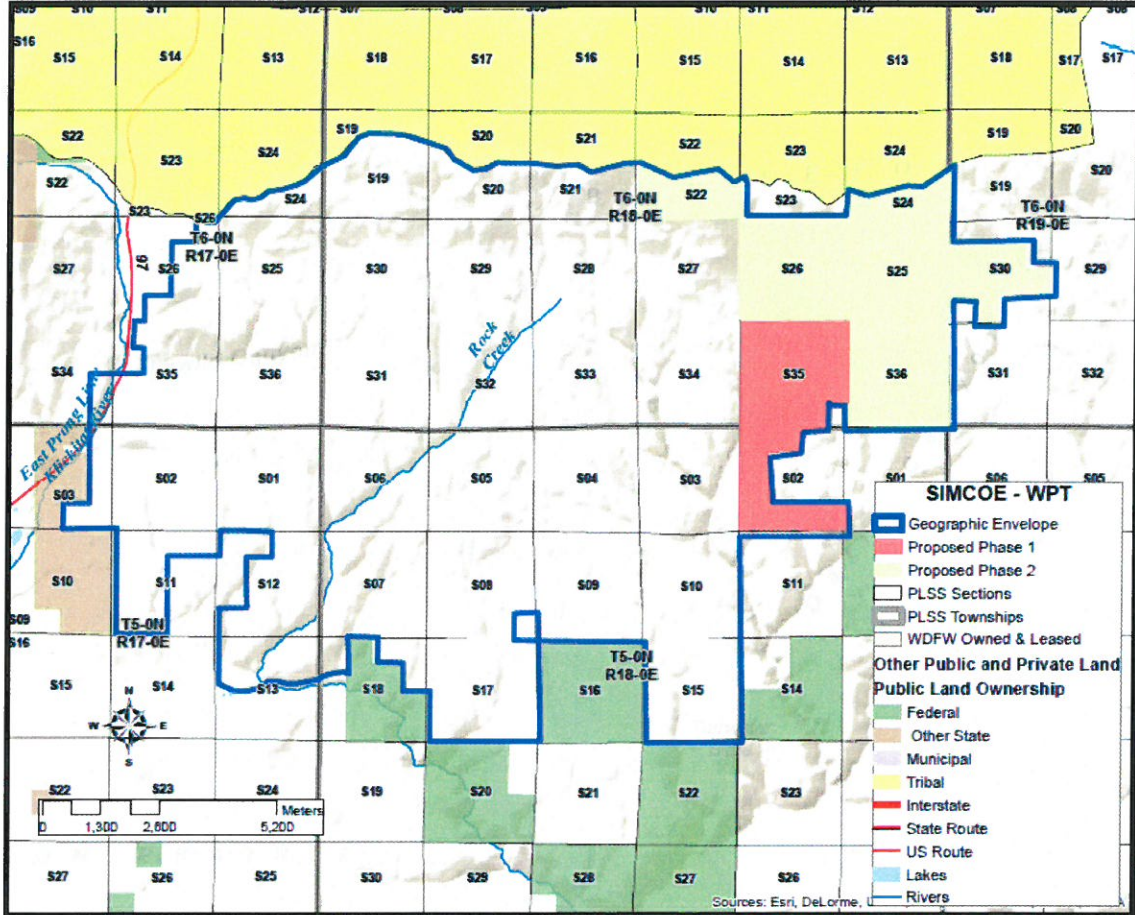 S09 S10 S11 S12 S07 S08 S09 S10 S11 S12 S07 S08 S08
S16 S15 S14 S13 S18 S17 S16 S15 S14 S13 S18 S17 S17
S22 S23 S24 S19 S20 S21 S22 S23 S24 S19 S20
S22 S23 S26 S24 S19 S20 S21 S22 S23 S24 S19 S20
T6-0N
R17-0E
T6-0N
R18-0E
T6-0N
R19-0E
S27 97 S26 S25 S30 S29 S28 S27 S26 S25 S30 S29
Rock
Creek
S34 S35 S36 S31 S32 S33 S34 S35 S36 S31 S32
East Prong Little
Klickitat River
S03 S02 S01 S06 S05 S04 S03 S02 S01 S06 S05
S10 S11 S12 S07 S08 S09 S10 S11
S09
S16
T5-0N
R17-0E
T5-0N
R18-0E
S15 S14 S13 S18 S17 S16 S15 S14
N
W E
S
S22 S23 S24 S19 S20 S21 S22 S23
Meters
0 1,300 2,600 5,200
S27 S26 S25 S30 S29 S28 S27 S26
SIMCOE - WPT
Geographic Envelope
Proposed Phase 1
Proposed Phase 2
PLSS Sections
PLSS Townships
WDFW Owned & Leased
Other Public and Private Land
Public Land Ownership
Federal
Other State
Municipal
Tribal
Interstate
State Route
US Route
Lakes
Rivers
Sources: Esri, DeLorme,